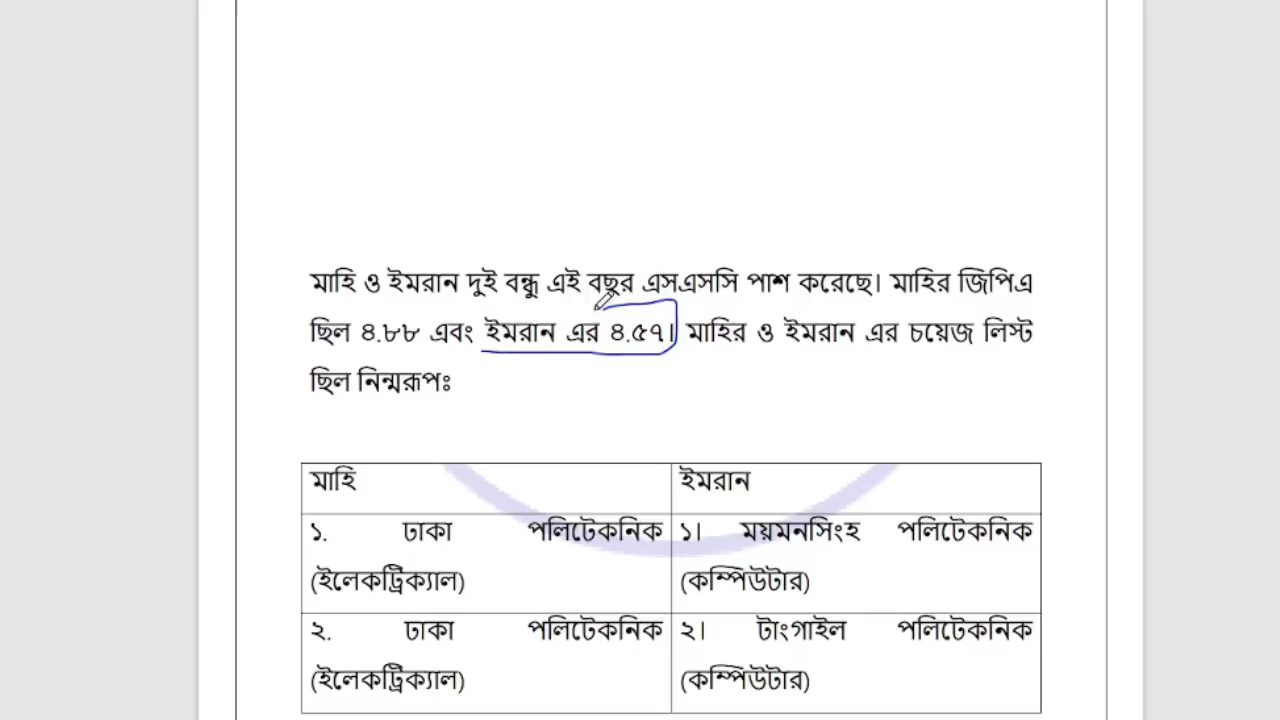 মাহি ও ইমরান দুই বন্ধু এই বছুর এসএসসি পাশ করেছে। মাহির জিপিএ
ছিল ৪.৮৮ এবং ইমরান এর ৪.৫৭। মাহির ও ইমরান এর চয়েজ লিস্ট
ছিল নিন্মরূপঃ
মাহি ইমরান
১. ঢাকা পলিটেকনিক ১। ময়মনসিংহ পলিটেকনিক
(ইলেকট্রিক্যাল) (কম্পিউটার)
২. ঢাকা পলিটেকনিক ২। টাংগাইল পলিটেকনিক
(ইলেকট্রিক্যাল) (কম্পিউটার)